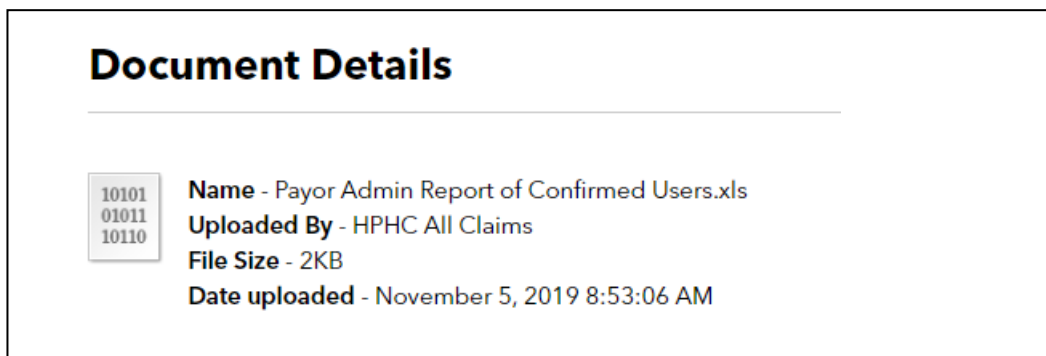 Document Details
10101
01011
10110
Name - Payor Admin Report of Confirmed Users.xls
Uploaded By - HPHC All Claims
File Size - 2KB
Date uploaded - November 5, 2019 8:53:06 AM